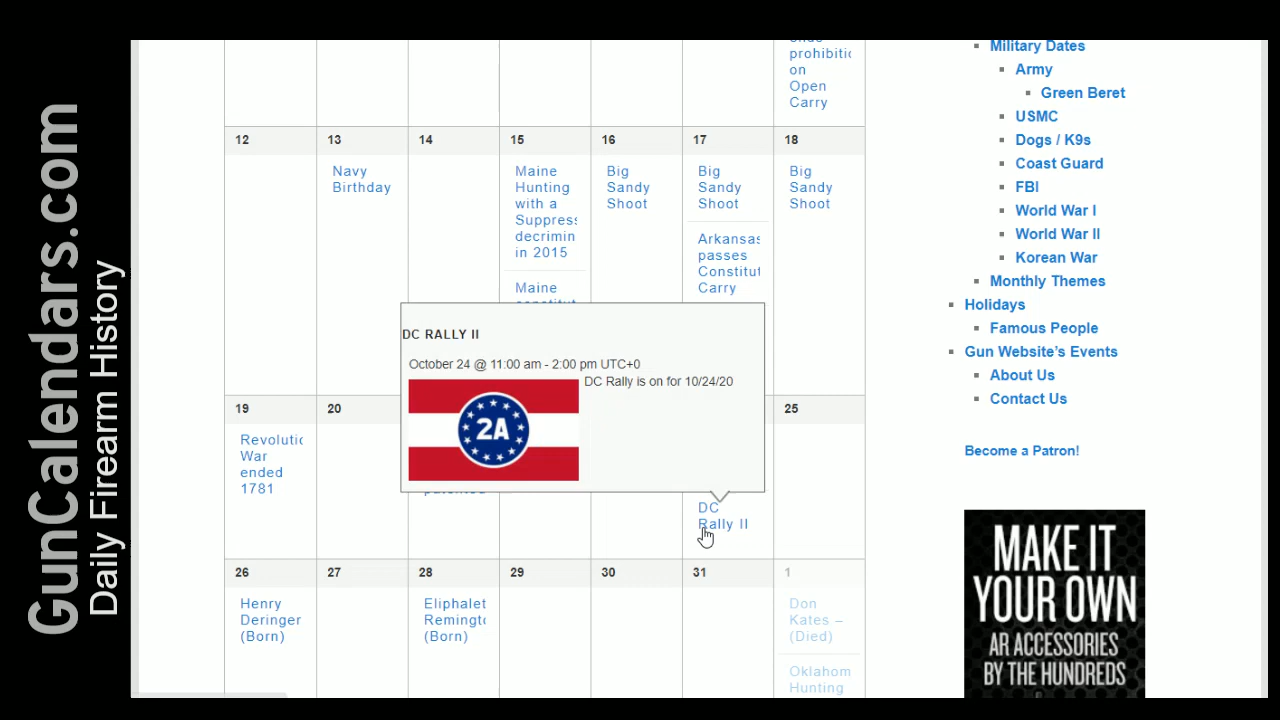 GunCalendars.com
Daily Firearm History
prohibitic
on
Open
Carry
12
13
14
15
16
17
18
Navy
Birthday
Maine
Hunting
with a
Suppres
decrimin
in 2015
Maine
Big
Sandy
Shoot
Big
Sandy
Shoot
Arkansas
passes
Constitut
Carry
Big
Sandy
Shoot
DC RALLY II
October 24 @ 11:00 am - 2:00 pm UTC+0
DC Rally is on for 10/24/20
2A
19
20
25
Revolutic
War
ended
1781
DC
Rally II
26
27
28
29
30
31
1
Henry
Deringer
(Born)
Eliphalet
Remingto
(Born)
Don
Kates –
(Died)
Oklahom
Hunting
Military Dates
Army
Green Beret
USMC
Dogs / K9s
Coast Guard
FBI
World War I
World War II
Korean War
Monthly Themes
Holidays
Famous People
Gun Website's Events
About Us
Contact Us
Become a Patron!
MAKE IT
YOUR OWN
AR ACCESSORIES
BY THE HUNDREDS